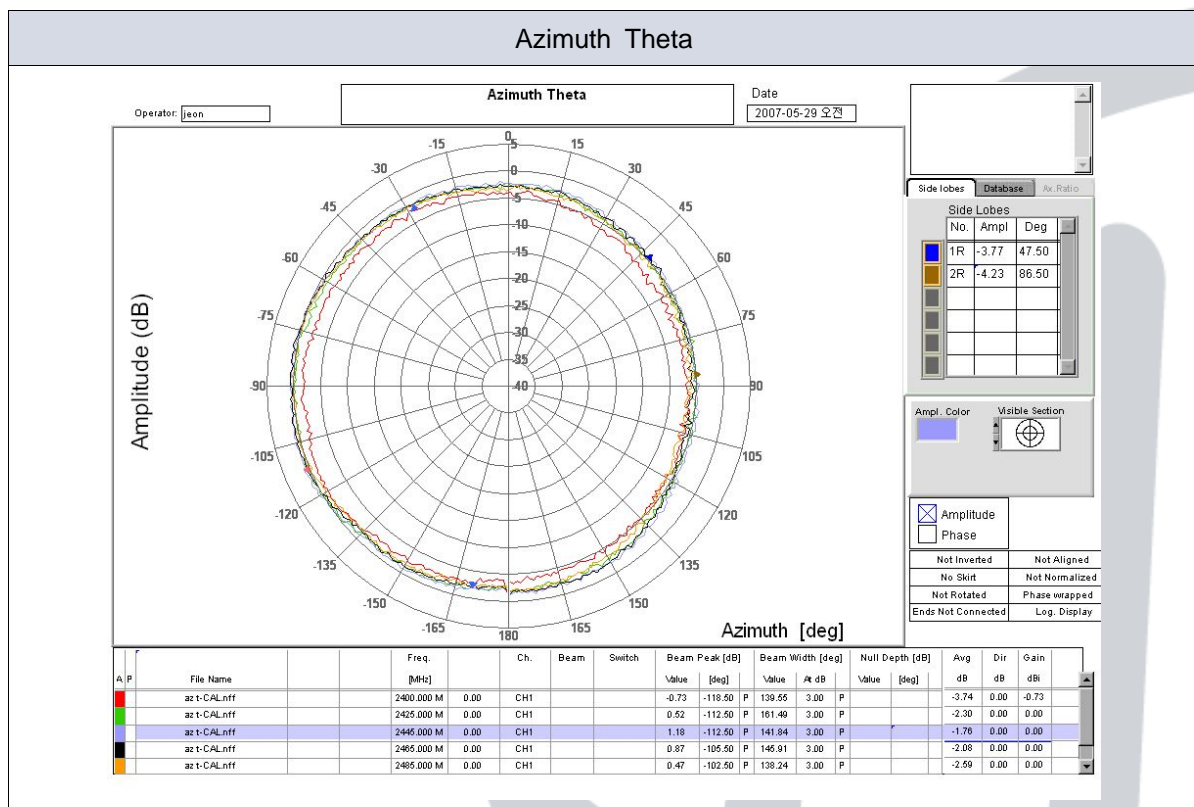 Azimuth Theta
Operator: jeon
Azimuth Theta
Date
2007-05-29 오전
Amplitude (dB)
0
-15 15
-30 30
-45 45
-60 60
-75 75
-90 90
-105 105
-120 120
-135 135
-150 150
-165 165
180
5
0
-5
-10
-15
-20
-25
-30
-35
-40
Azimuth [deg]
Side lobes Database Ax.Ratio
Side Lobes
No. Ampl Deg
1R -3.77 47.50
2R -4.23 86.50
Ampl. Color Visible Section
Amplitude
Phase
Not Inverted Not Aligned
No Skirt Not Normalized
Not Rotated Phase wrapped
Ends Not Connected Log. Display
Freq. Ch. Beam Switch Beam Peak [dB] Beam Width [deg] Null Depth [dB] Avg Dir Gain
A P File Name [MHz] Value [deg] Value At dB Value [deg] dB dB dBi
az t-CAL.nff 2400.000 M 0.00 CH1 -0.73 -118.50 P 139.55 3.00 P -3.74 0.00 -0.73
az t-CAL.nff 2425.000 M 0.00 CH1 0.52 -112.50 P 161.49 3.00 P -2.30 0.00 0.00
az t-CAL.nff 2445.000 M 0.00 CH1 1.18 -112.50 P 141.84 3.00 P -1.76 0.00 0.00
az t-CAL.nff 2465.000 M 0.00 CH1 0.87 -105.50 P 145.91 3.00 P -2.08 0.00 0.00
az t-CAL.nff 2485.000 M 0.00 CH1 0.47 -102.50 P 138.24 3.00 P -2.59 0.00 0.00